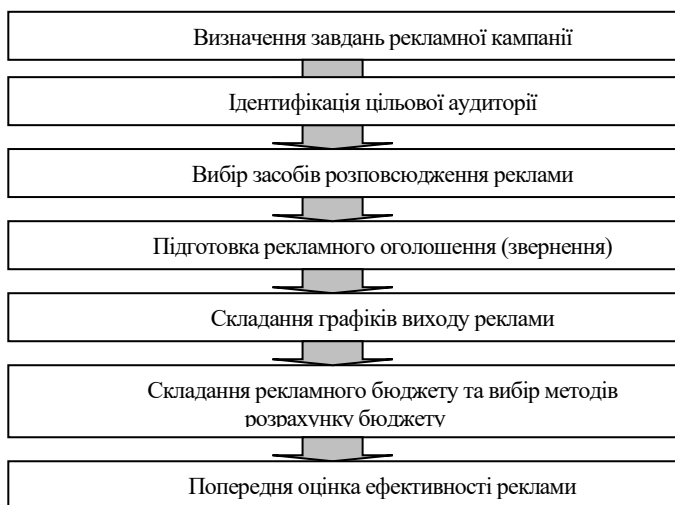 Визначення завдань рекламної кампанії
Ідентифікація цільової аудиторії
Вибір засобів розповсюдження реклами
Підготовка рекламного оголошення (звернення)
Складання графіків виходу реклами
Складання рекламного бюджету та вибір методів
розрахунку бюджету
Попередня оцінка ефективності реклами